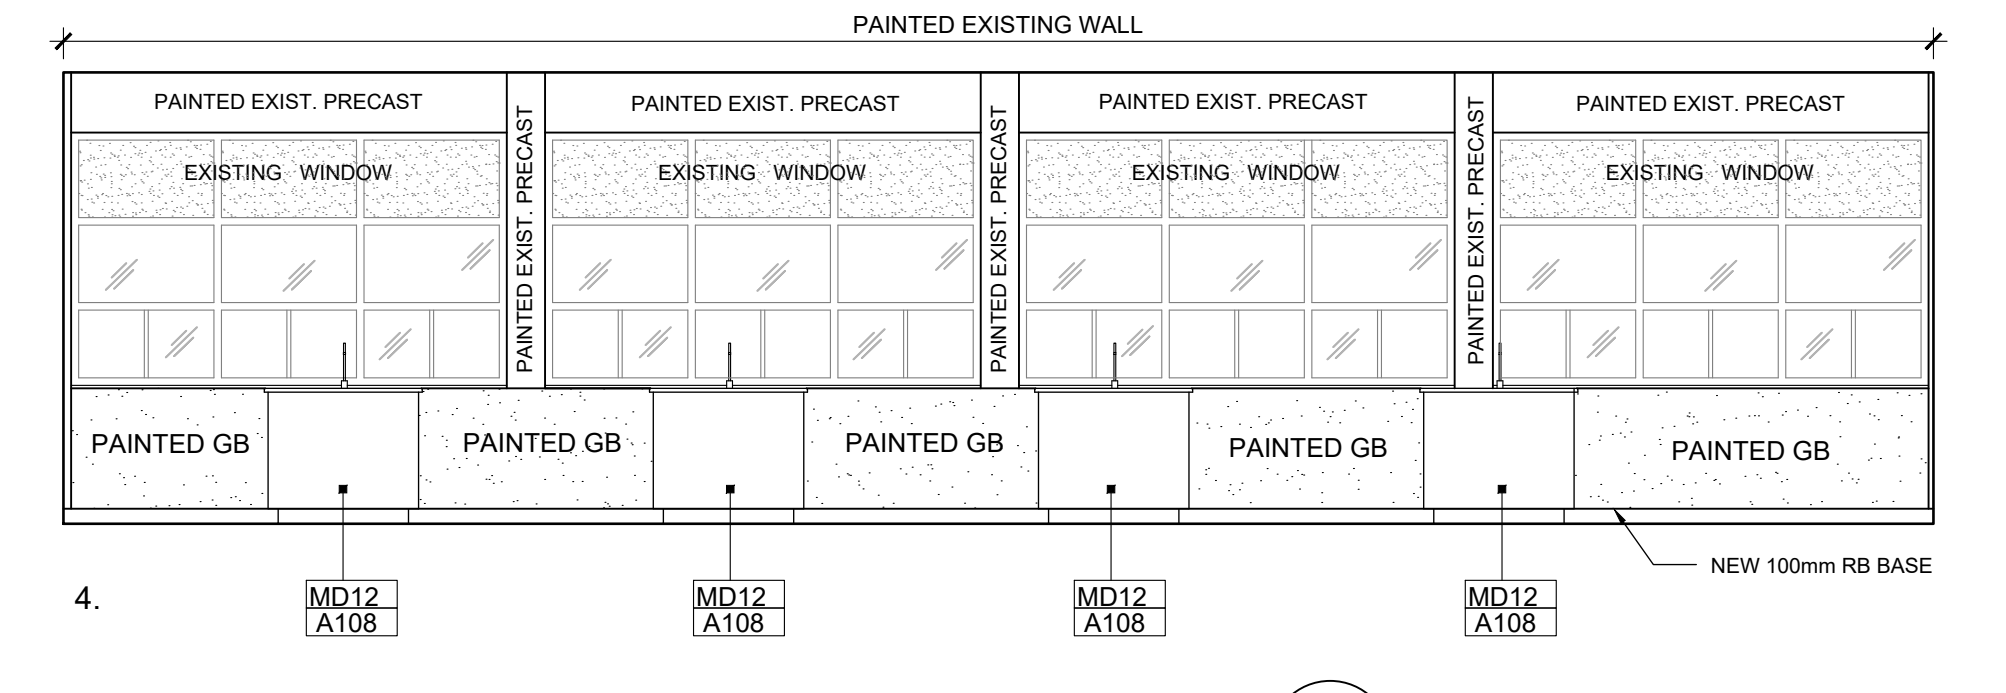 PAINTED EXISTING WALL
PAINTED EXIST. PRECAST
PAINTED EXIST. PRECAST
PAINTED EXIST. PRECAST
PAINTED EXIST. PRECAST
PAINTED EXIST. PRECAST
PAINTED EXIST. PRECAST
PAINTED EXIST. PRECAST
EXISTING WINDOW
EXISTING WINDOW
EXISTING WINDOW
EXISTING WINDOW
PAINTED GB
PAINTED GB
PAINTED GB
PAINTED GB
PAINTED GB
NEW 100mm RB BASE
4.
MD12
A108
MD12
A108
MD12
A108
MD12
A108